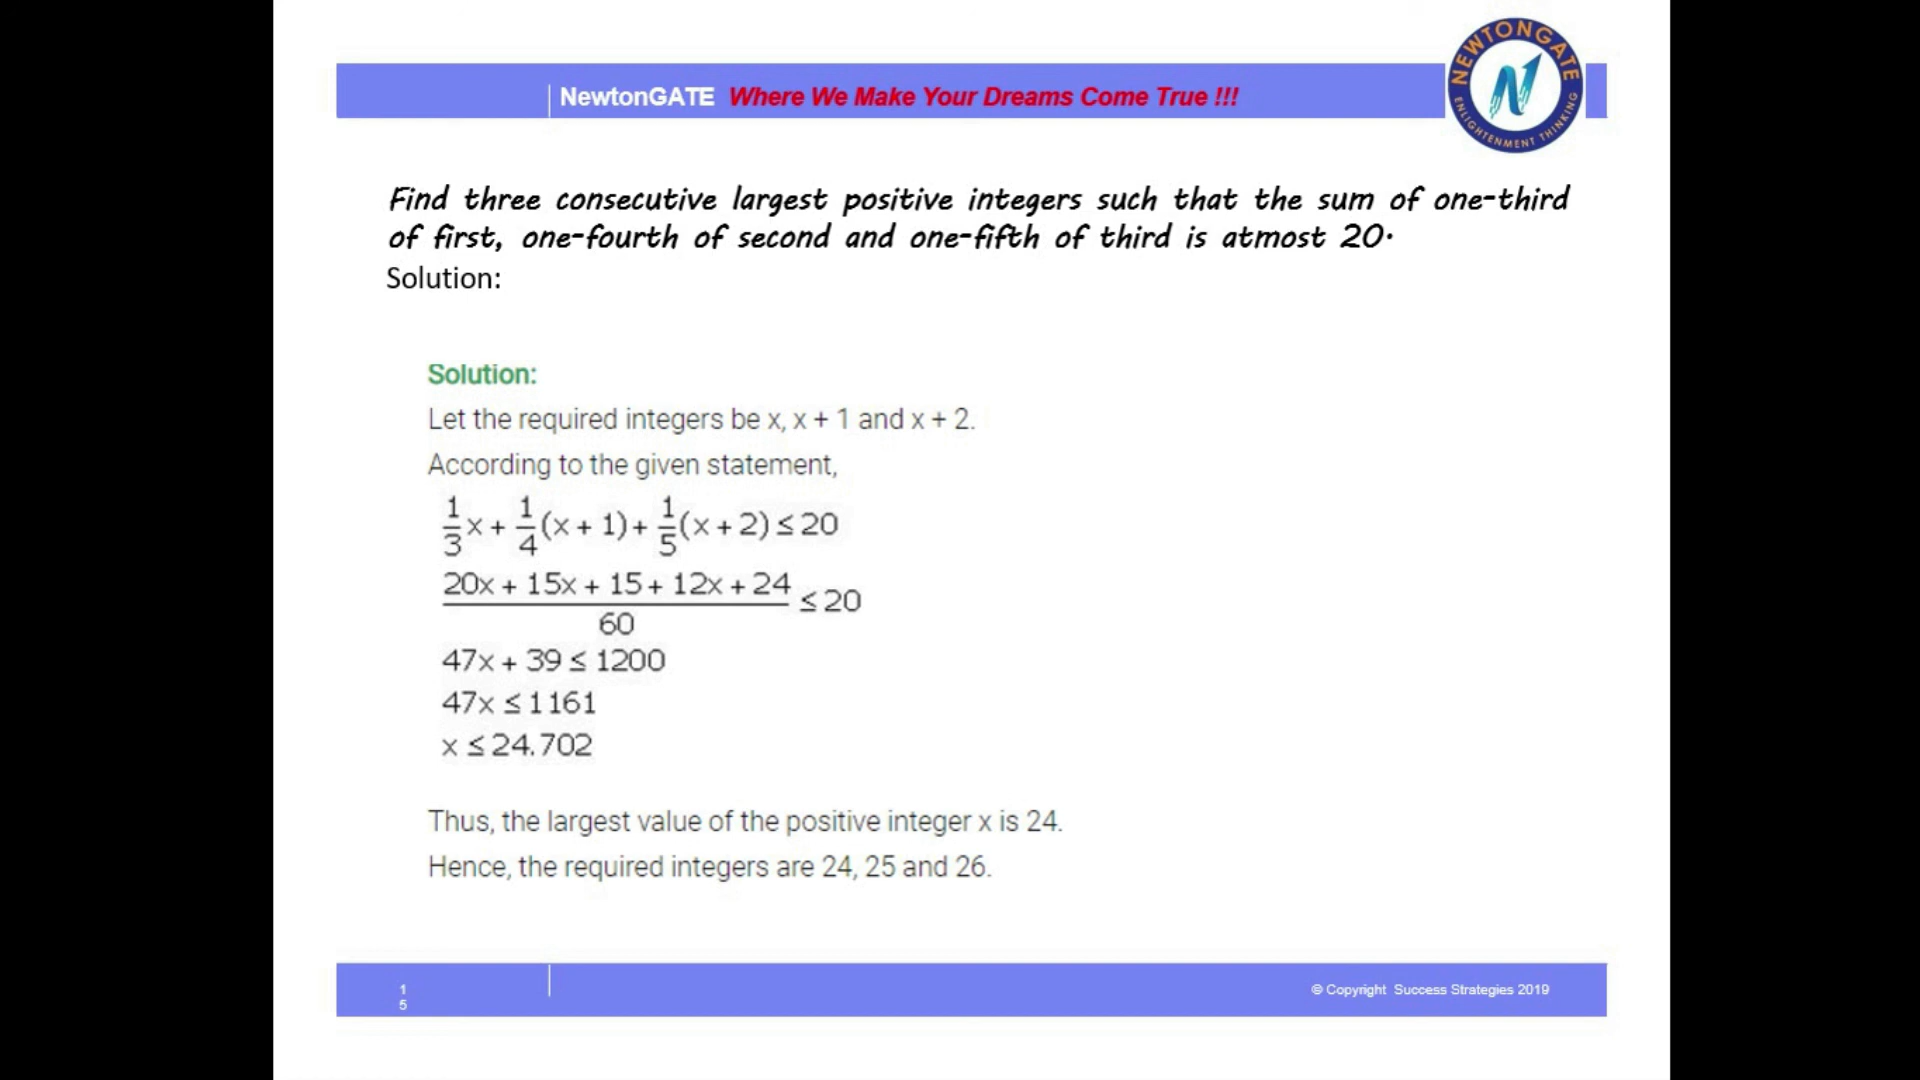 NEWTONGATE
ENLIGHTENMENT THINKING
N
NewtonGATE Where We Make Your Dreams Come True !!!
Find three consecutive largest positive integers such that the sum of one-third
of first, one-fourth of second and one-fifth of third is atmost 20.
Solution:
Solution:
Let the required integers be x, x + 1 and x + 2.
According to the given statement,
1/3 x + 1/4 (x + 1) + 1/5 (x + 2) ≤ 20
20x + 15x + 15 + 12x + 24 / 60 ≤ 20
47x + 39 ≤ 1200
47x ≤ 1161
x ≤ 24.702
Thus, the largest value of the positive integer x is 24.
Hence, the required integers are 24, 25 and 26.
1
5
© Copyright Success Strategies 2019